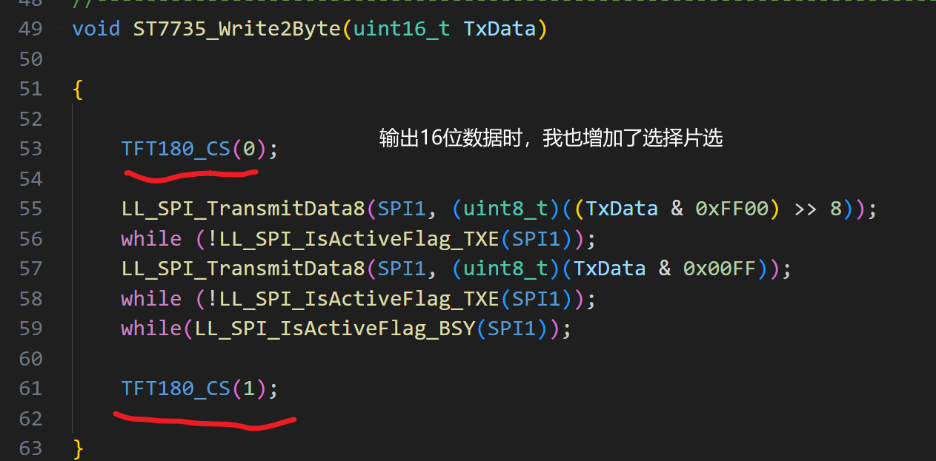 48 //
49 void ST7735_Write2Byte(uint16_t TxData)
50
51 {
52
输出16位数据时，我也增加了选择片选
53 TFT180_CS(0);
54
55 LL_SPI_TransmitData8(SPI1, (uint8_t)((TxData & 0xFF00) >> 8));
56 while (!LL_SPI_IsActiveFlag_TXE(SPI1));
57 LL_SPI_TransmitData8(SPI1, (uint8_t)(TxData & 0x00FF));
58 while (!LL_SPI_IsActiveFlag_TXE(SPI1));
59 while(LL_SPI_IsActiveFlag_BSY(SPI1));
60
61 TFT180_CS(1);
62
63 }